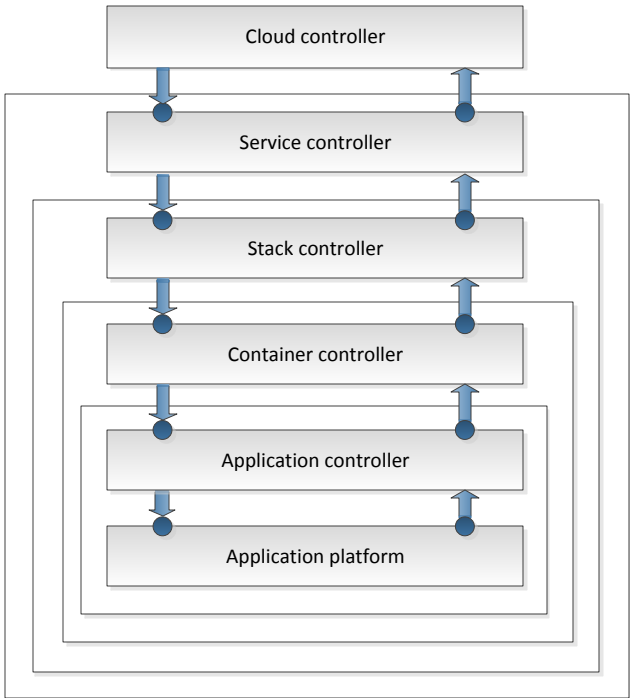 Cloud controller
Service controller
Stack controller
Container controller
Application controller
Application platform